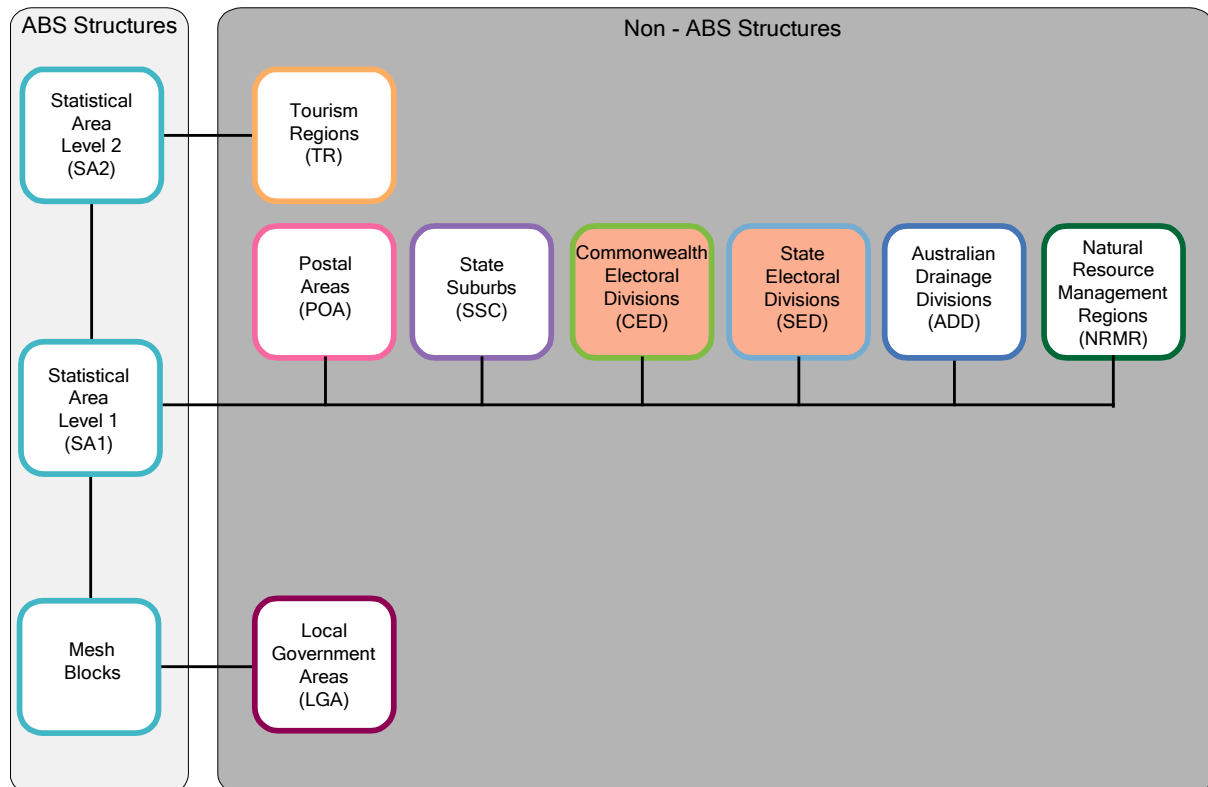 ABS Structures
Non - ABS Structures
Statistical
Area
Level 2
(SA2)
Tourism
Regions
(TR)
Postal
Areas
(POA)
State
Suburbs
(SSC)
Commonwealth
Electoral
Divisions
(CED)
State
Electoral
Divisions
(SED)
Australian
Drainage
Divisions
(ADD)
Natural
Resource
Management
Regions
(NRMR)
Statistical
Area
Level 1
(SA1)
Mesh
Blocks
Local
Government
Areas
(LGA)